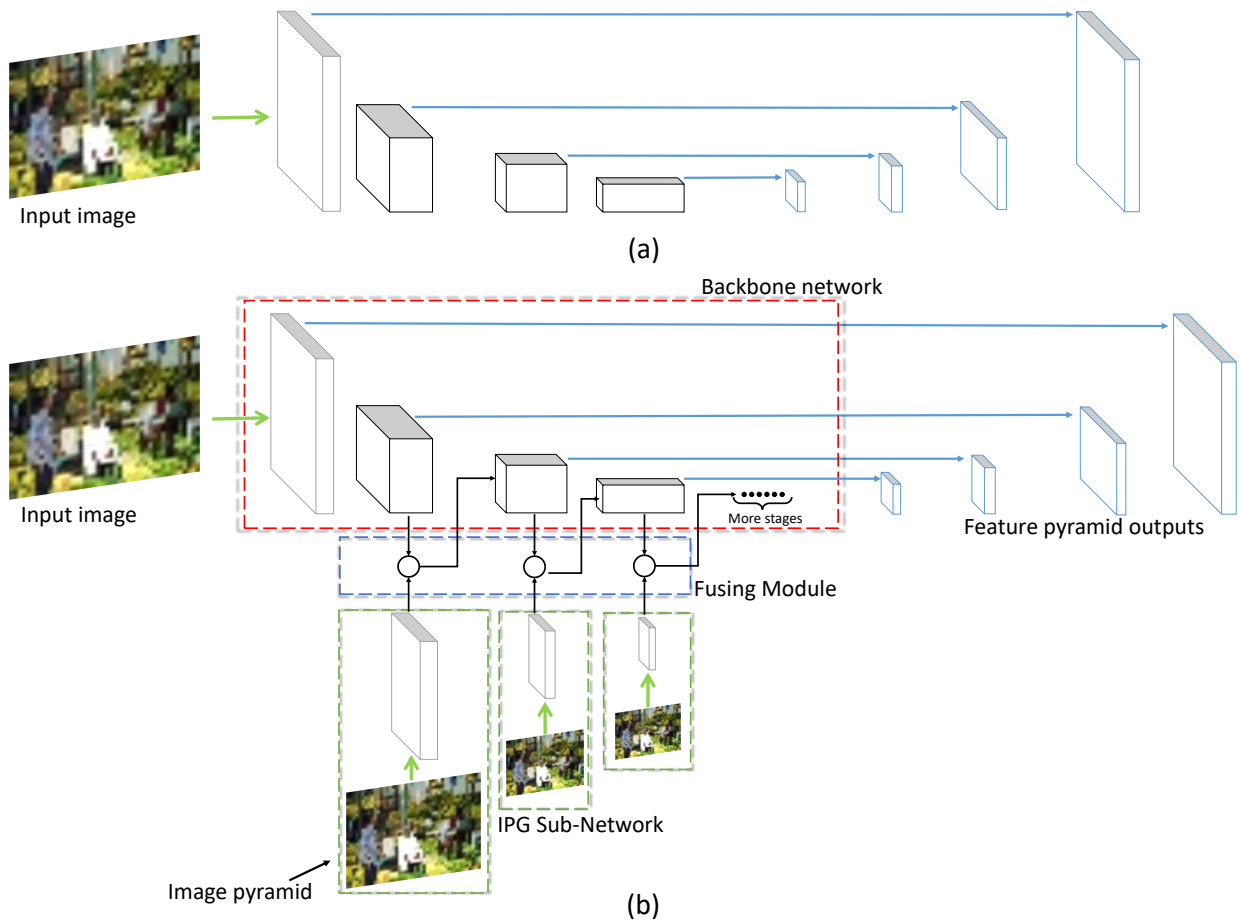 Input image
(a)
Backbone network
Input image
More stages
Feature pyramid outputs
Fusing Module
IPG Sub-Network
Image pyramid
(b)